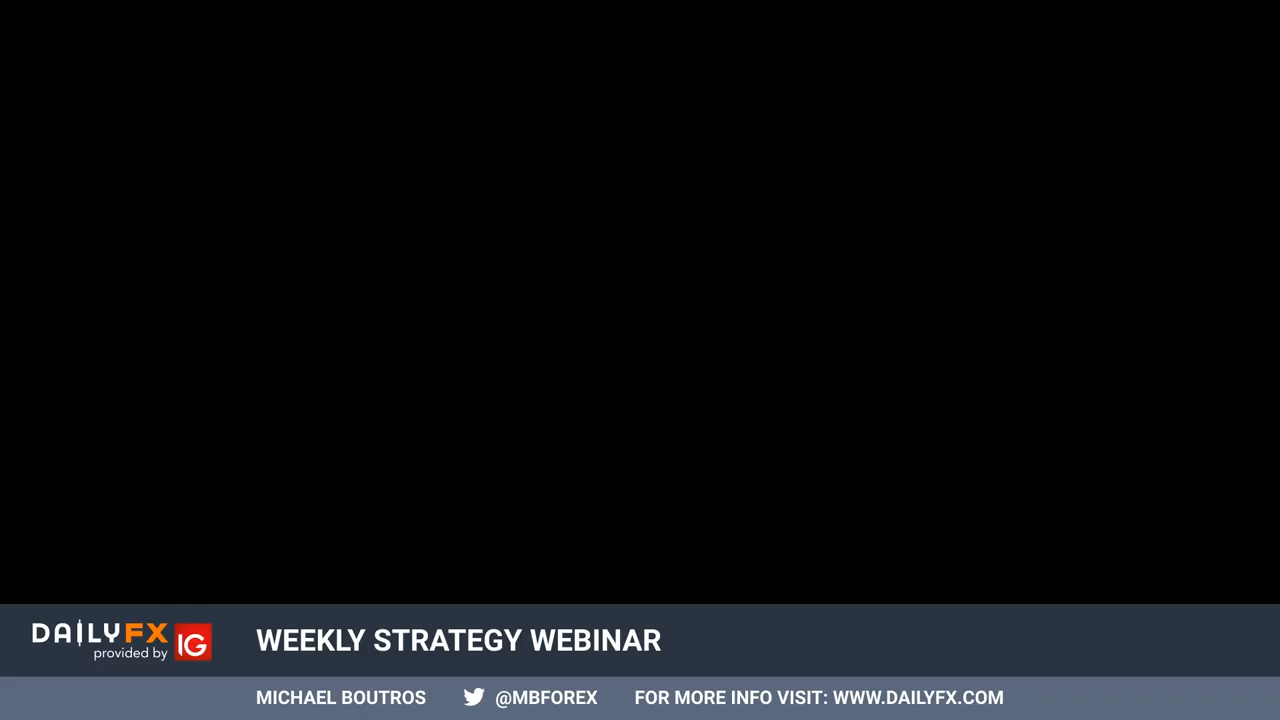 DAILYFX
provided by IG
WEEKLY STRATEGY WEBINAR
MICHAEL BOUTROS @MBFOREX FOR MORE INFO VISIT: WWW.DAILYFX.COM